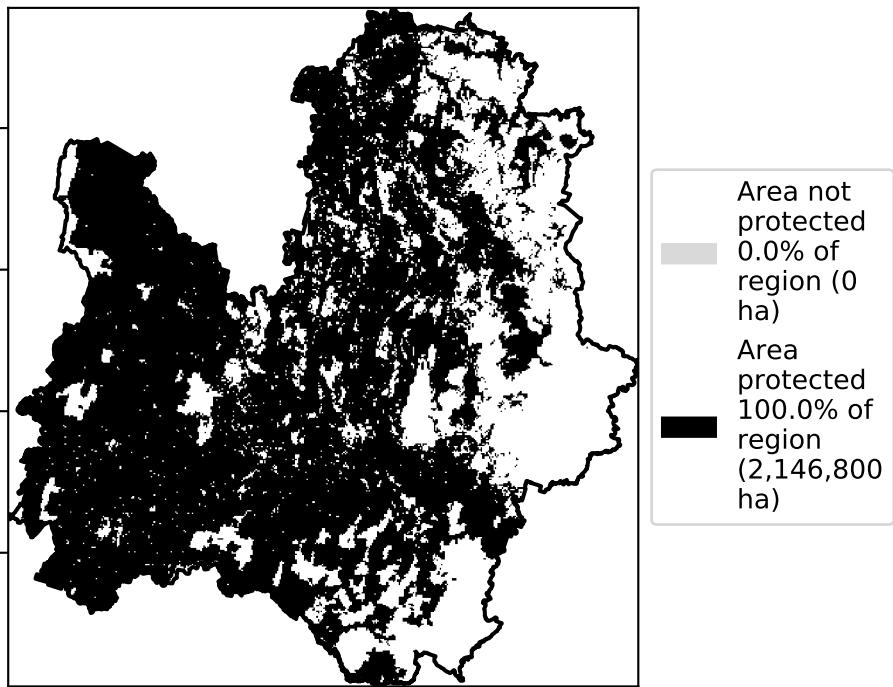 Area not
protected
0.0% of
region (0
ha)
Area
protected
100.0% of
region
(2,146,800
ha)